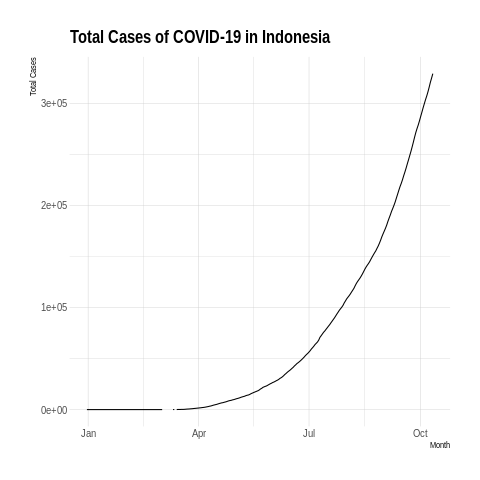 Total Cases of COVID-19 in Indonesia
Total Cases
3e+05
2e+05
1e+05
0e+00
Jan Apr Jul Oct
Month